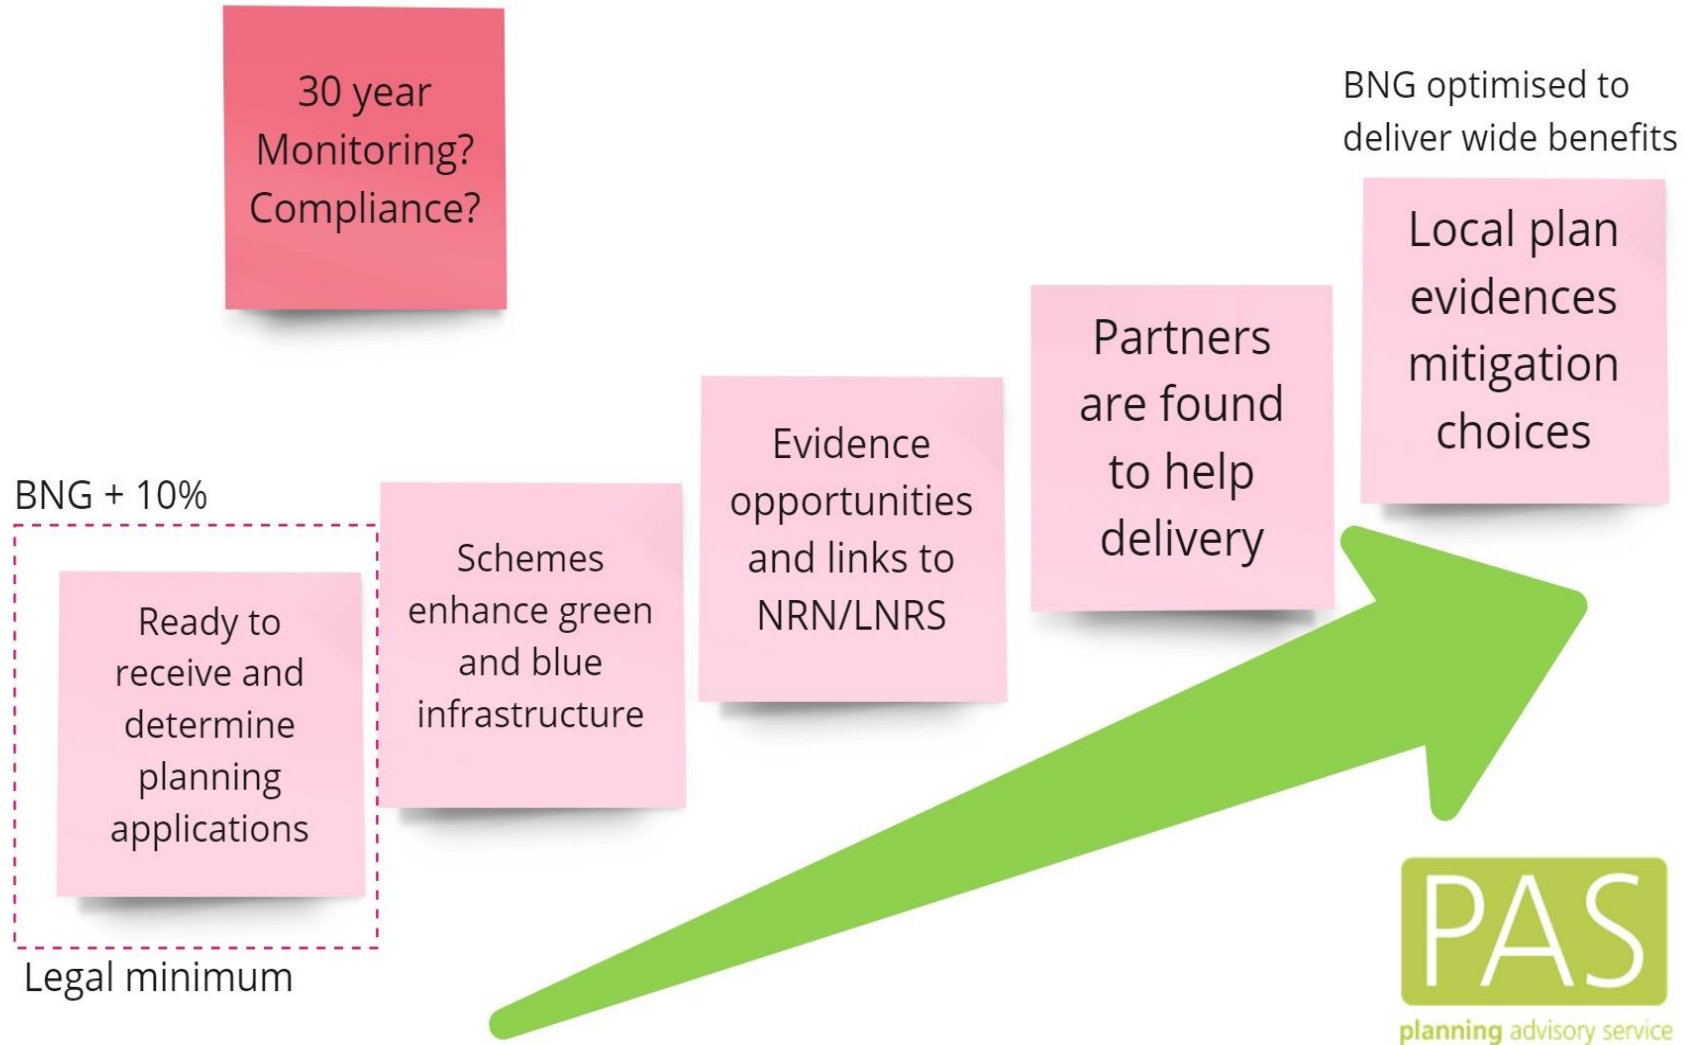 30 year
Monitoring?
Compliance?
BNG optimised to
deliver wide benefits
Local plan
evidences
mitigation
choices
Partners
are found
to help
delivery
Evidence
opportunities
and links to
NRN/LNRS
Schemes
enhance green
and blue
infrastructure
BNG + 10%
Ready to
receive and
determine
planning
applications
Legal minimum
PAS
planning advisory service